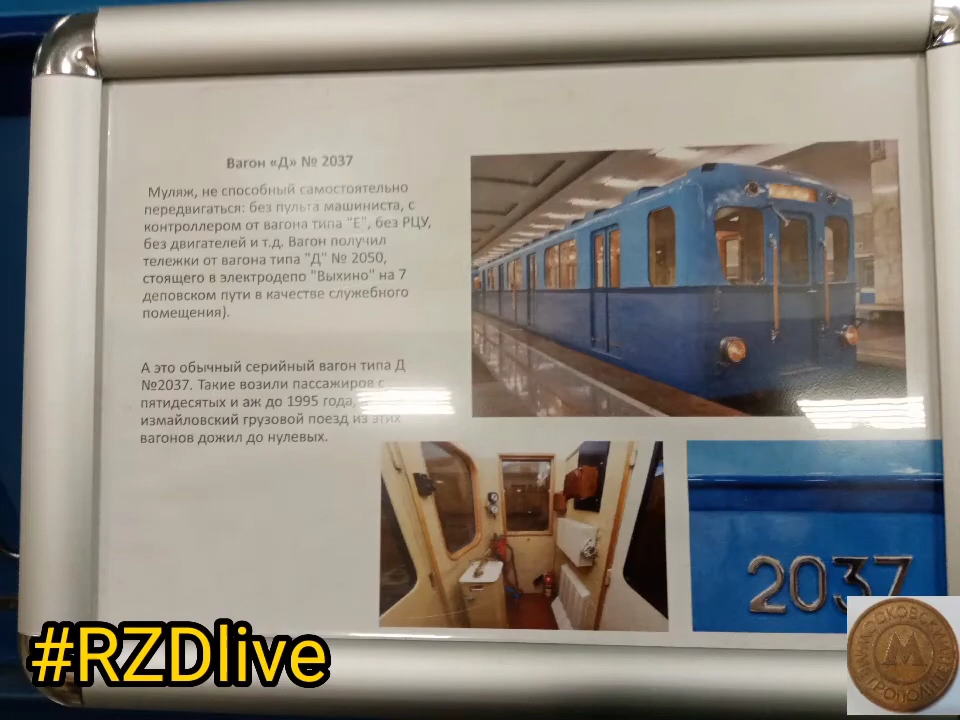 Вагон «Д» № 2037
Муляж, не способный самостоятельно
передвигаться: без пульта машиниста, с
контроллером от вагона типа "Е", без РЦУ,
без двигателей и т.д. Вагон получил
тележки от вагона типа "Д" № 2050,
стоящего в электродепо "Выхино" на 7
деповском пути в качестве служебного
помещения).
А это обычный серийный вагон типа Д
№2037. Такие возили пассажиров с
пятидесятых и аж до 1995 года,
измайловский грузовой поезд из этих
вагонов дожил до нулевых.
2037
#RZDlive
МОСКОВСКИЙ
М
МЕТРОПОЛИТЕН